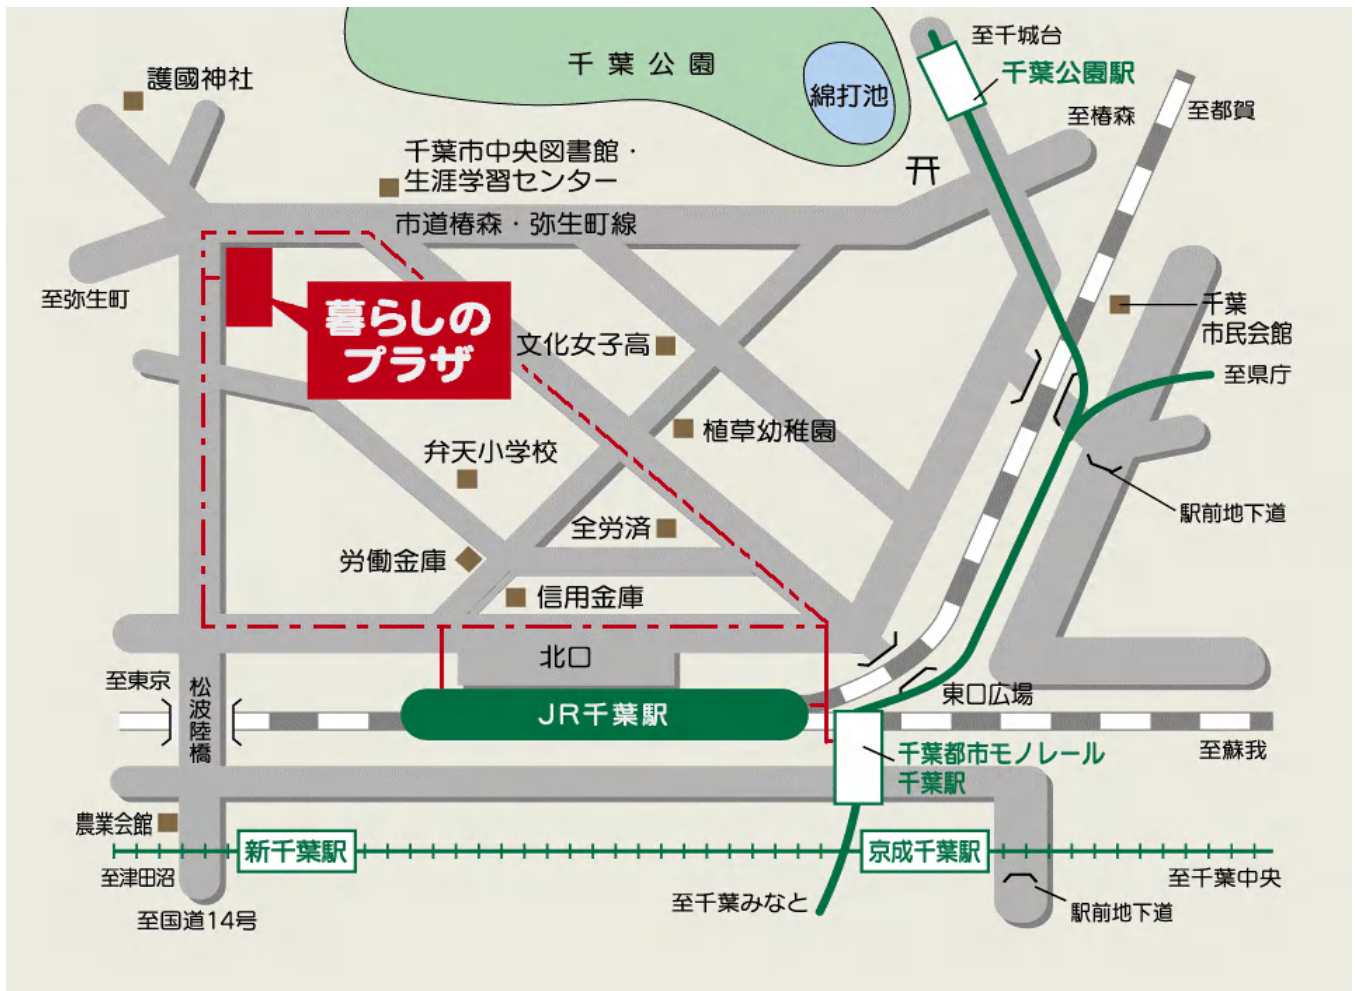 至千城台
千葉公園
千葉公園駅
護國神社
綿打池
至椿森
至都賀
千葉市中央図書館・
生涯学習センター
市道椿森・弥生町線
至弥生町
暮らしの
プラザ
千葉
市民会館
文化女子高
至県庁
植草幼稚園
弁天小学校
駅前地下道
全労済
労働金庫
信用金庫
北口
至東京
松波陸橋
東口広場
JR千葉駅
至蘇我
千葉都市モノレール
千葉駅
農業会館
新千葉駅
京成千葉駅
至津田沼
至千葉中央
至国道14号
至千葉みなと
駅前地下道